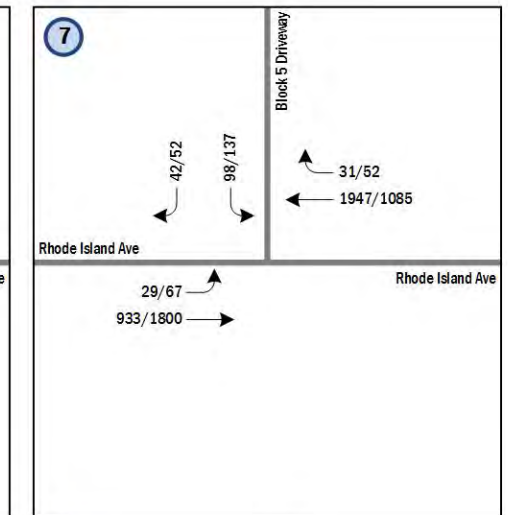 7
Block 5 Driveway
42/52
98/137
31/52
1947/1085
Rhode Island Ave
Rhode Island Ave
29/67
933/1800
e